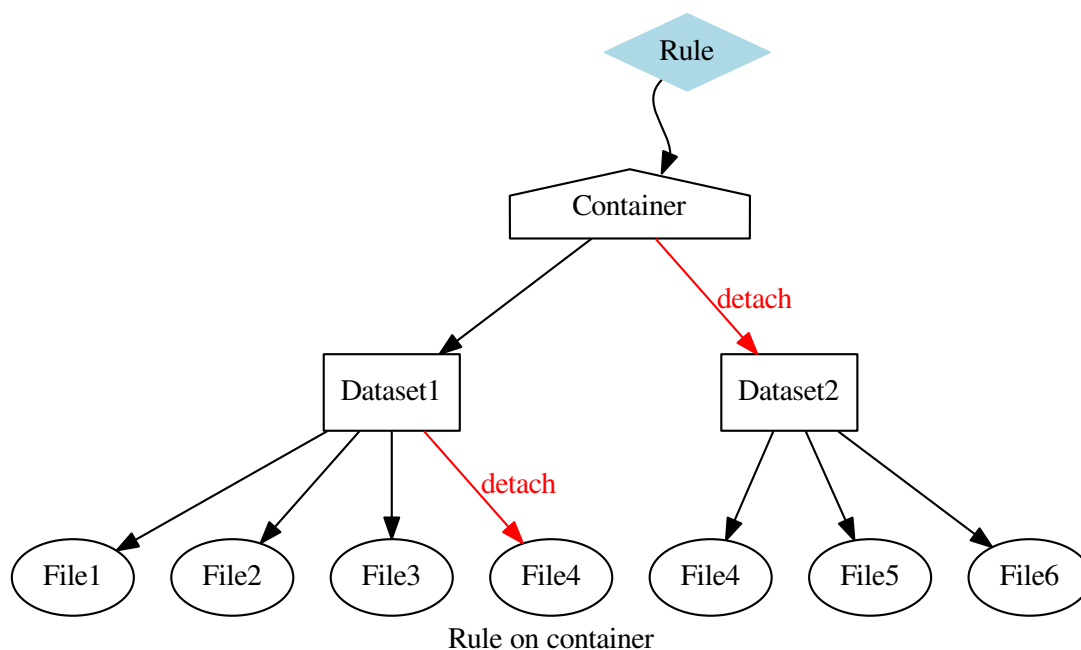 Rule
Container
detach
Dataset1
Dataset2
detach
File1
File2
File3
File4
File4
File5
File6
Rule on container